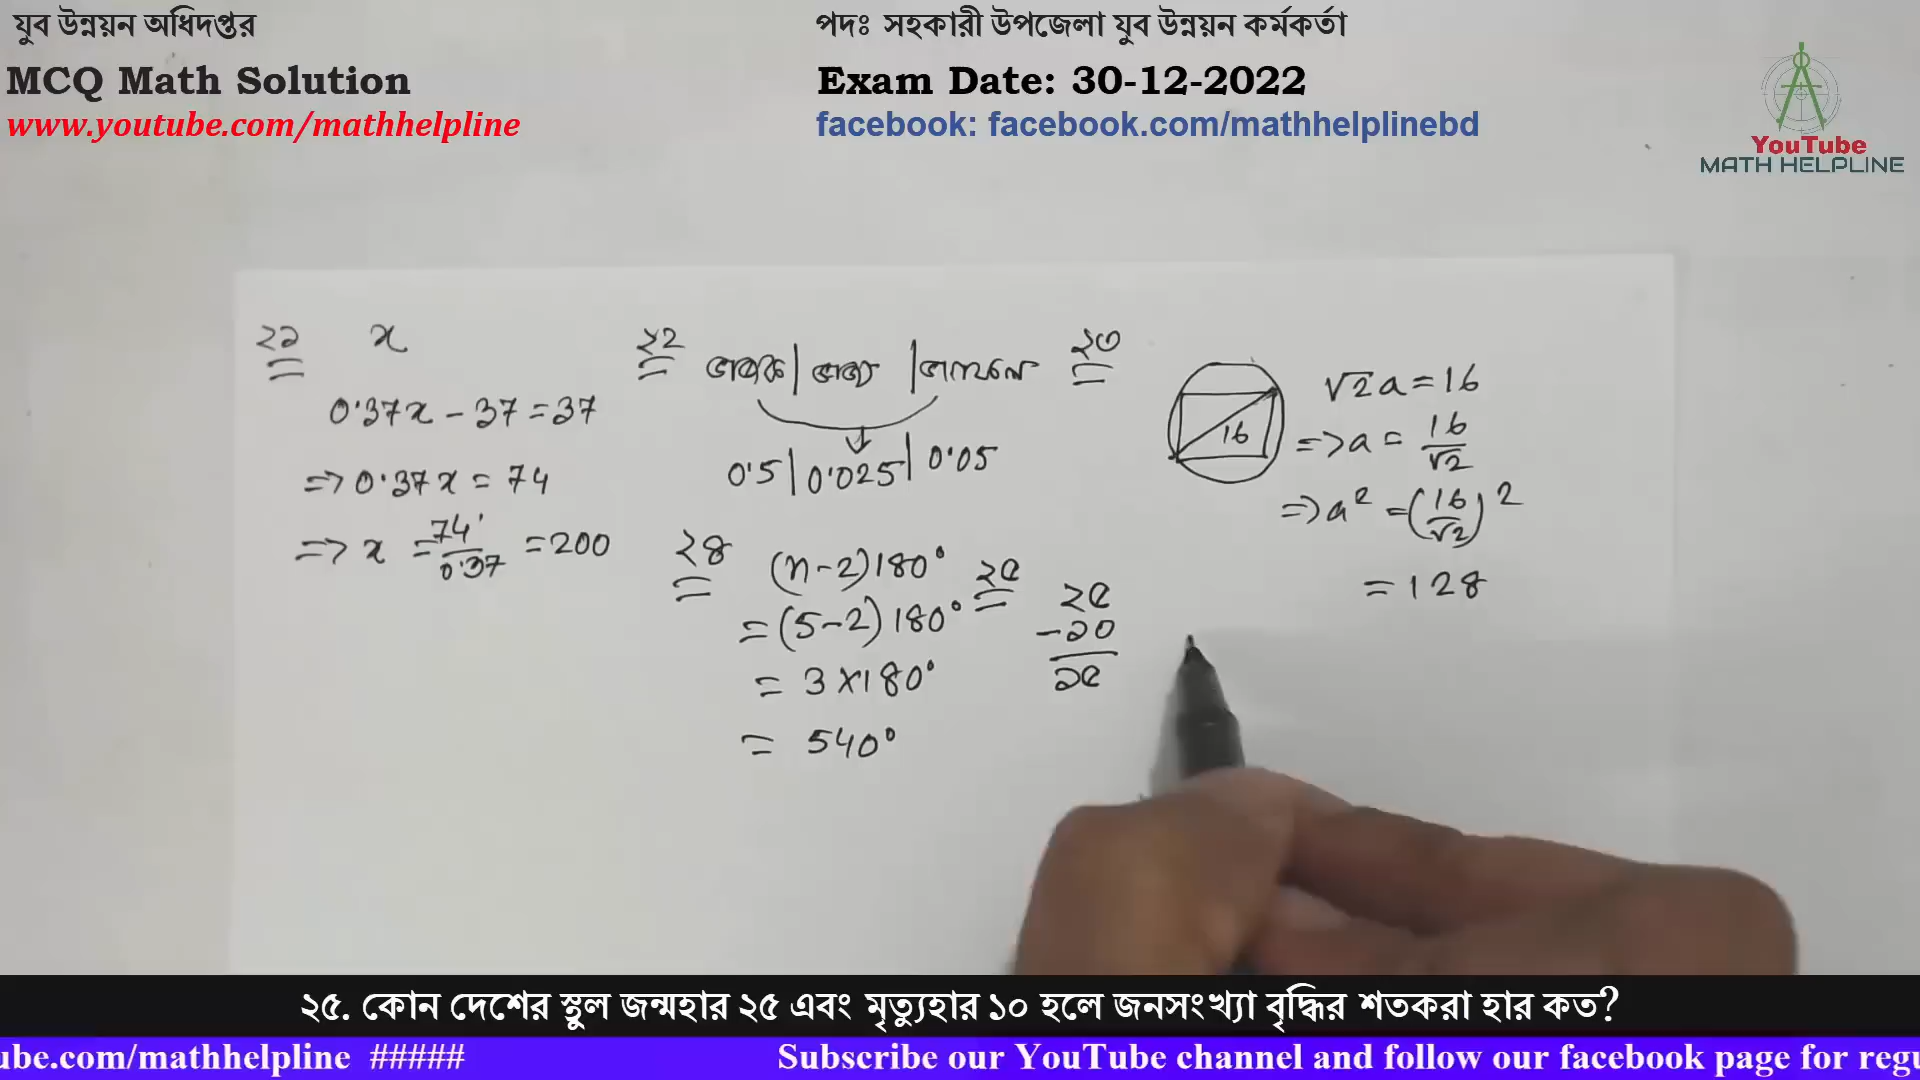 যুব উন্নয়ন অধিদপ্তর
পদঃ সহকারী উপজেলা যুব উন্নয়ন কর্মকর্তা
MCQ Math Solution
Exam Date: 30-12-2022
www.youtube.com/mathhelpline
facebook: facebook.com/mathhelplinebd
YouTube
MATH HELPLINE
২১ x
0.37x - 37 = 37
=> 0.37x = 74
=> x = 74/0.37 = 200
২২ ভাজক | ভাজ্য | ভাগফল
0.5 | 0.025 | 0.05
২৩
16
√2a = 16
=> a = 16/√2
=> a² = (16/√2)²
= 128
২৪ (n-2)180°
= (5-2)180°
= 3×180°
= 540°
২৫
২৫
-১০
১৫
২৫. কোন দেশের স্থুল জন্মহার ২৫ এবং মৃত্যুহার ১০ হলে জনসংখ্যা বৃদ্ধির শতকরা হার কত?
ube.com/mathhelpline ##### Subscribe our YouTube channel and follow our facebook page for regu